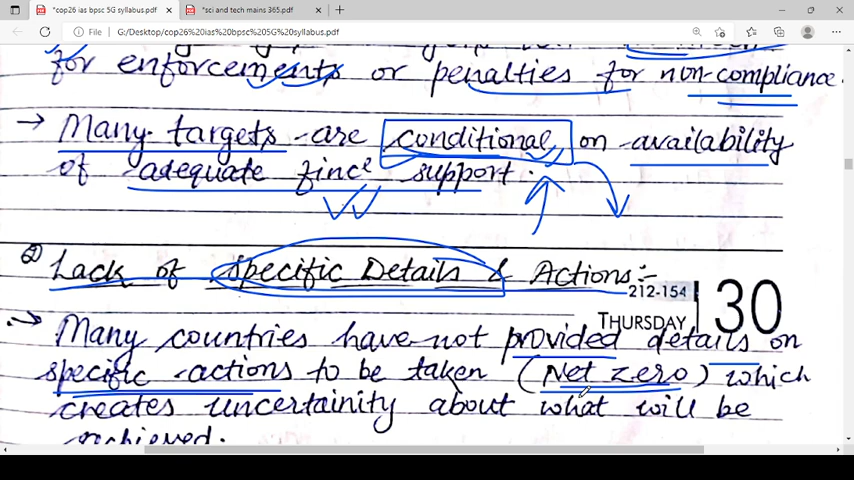 *cop26 ias bpsc 5G syllabus.pdf
*sci and tech mains 365.pdf
File | G:/Desktop/cop26%20ias%20bpsc%205G%20syllabus.pdf
for enforcements or penalties for non-compliance.
→ Many targets are conditional on availability
of adequate fincl support.
② Lack of specific Details & Actions:-
212-154
THURSDAY 30
→ Many countries have not provided details on
specific actions to be taken (Net zero) which
creates uncertainity about what will be
achieved.